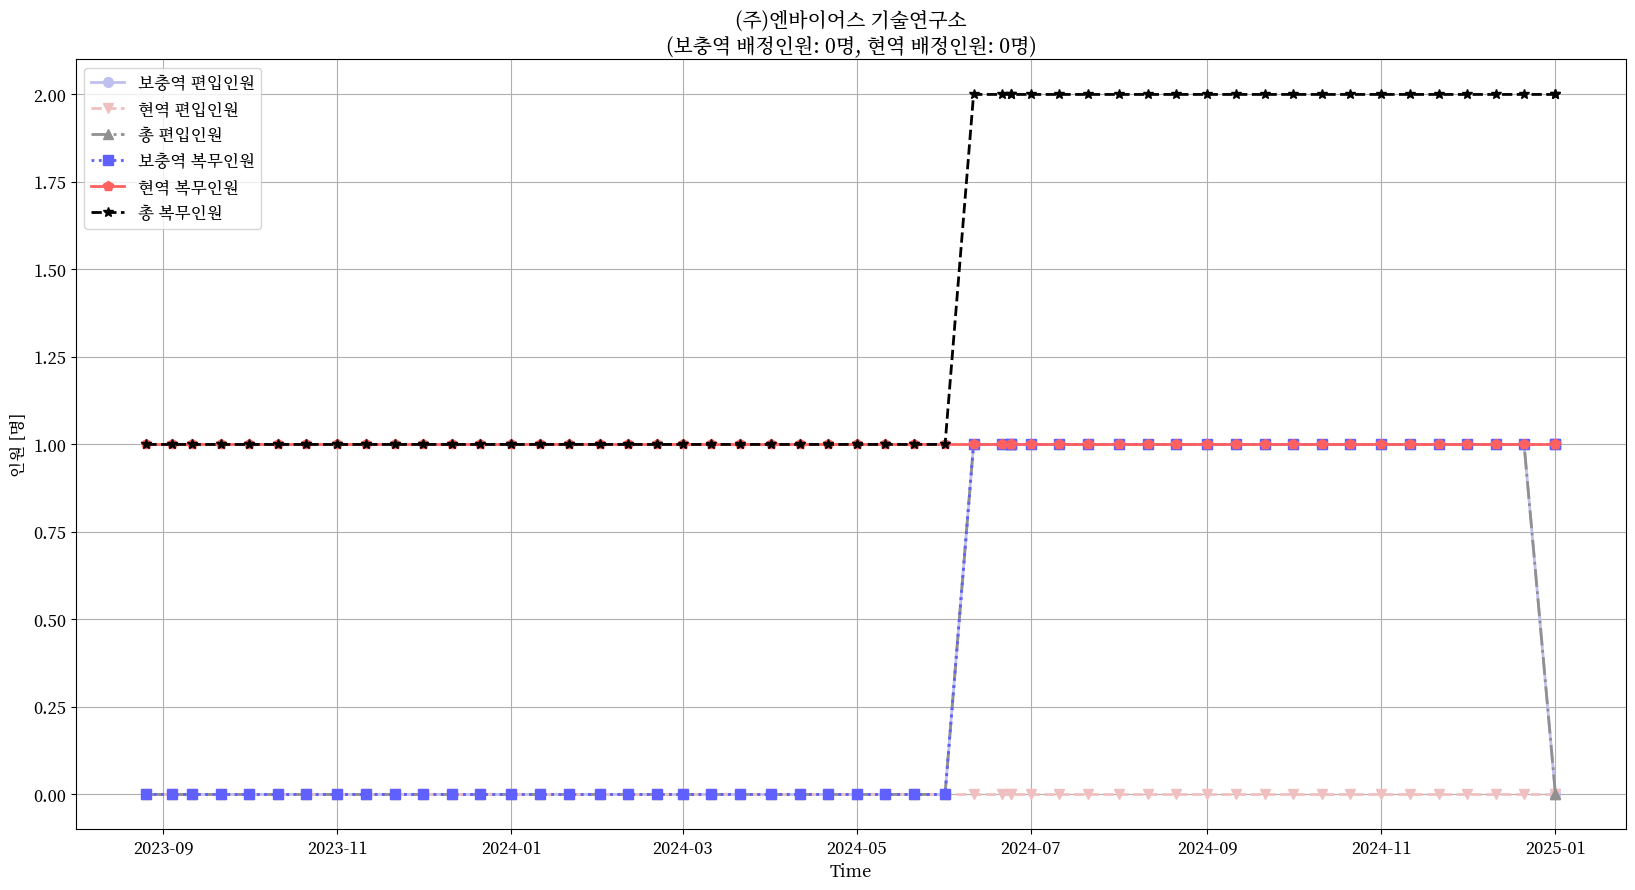 (주)엔바이어스 기술연구소
(보충역 배정인원: 0명, 현역 배정인원: 0명)
보충역 편입인원
현역 편입인원
총 편입인원
보충역 복무인원
현역 복무인원
총 복무인원
2.00
1.75
1.50
1.25
1.00
0.75
0.50
0.25
0.00
인원 [명]
2023-09
2023-11
2024-01
2024-03
2024-05
2024-07
2024-09
2024-11
2025-01
Time